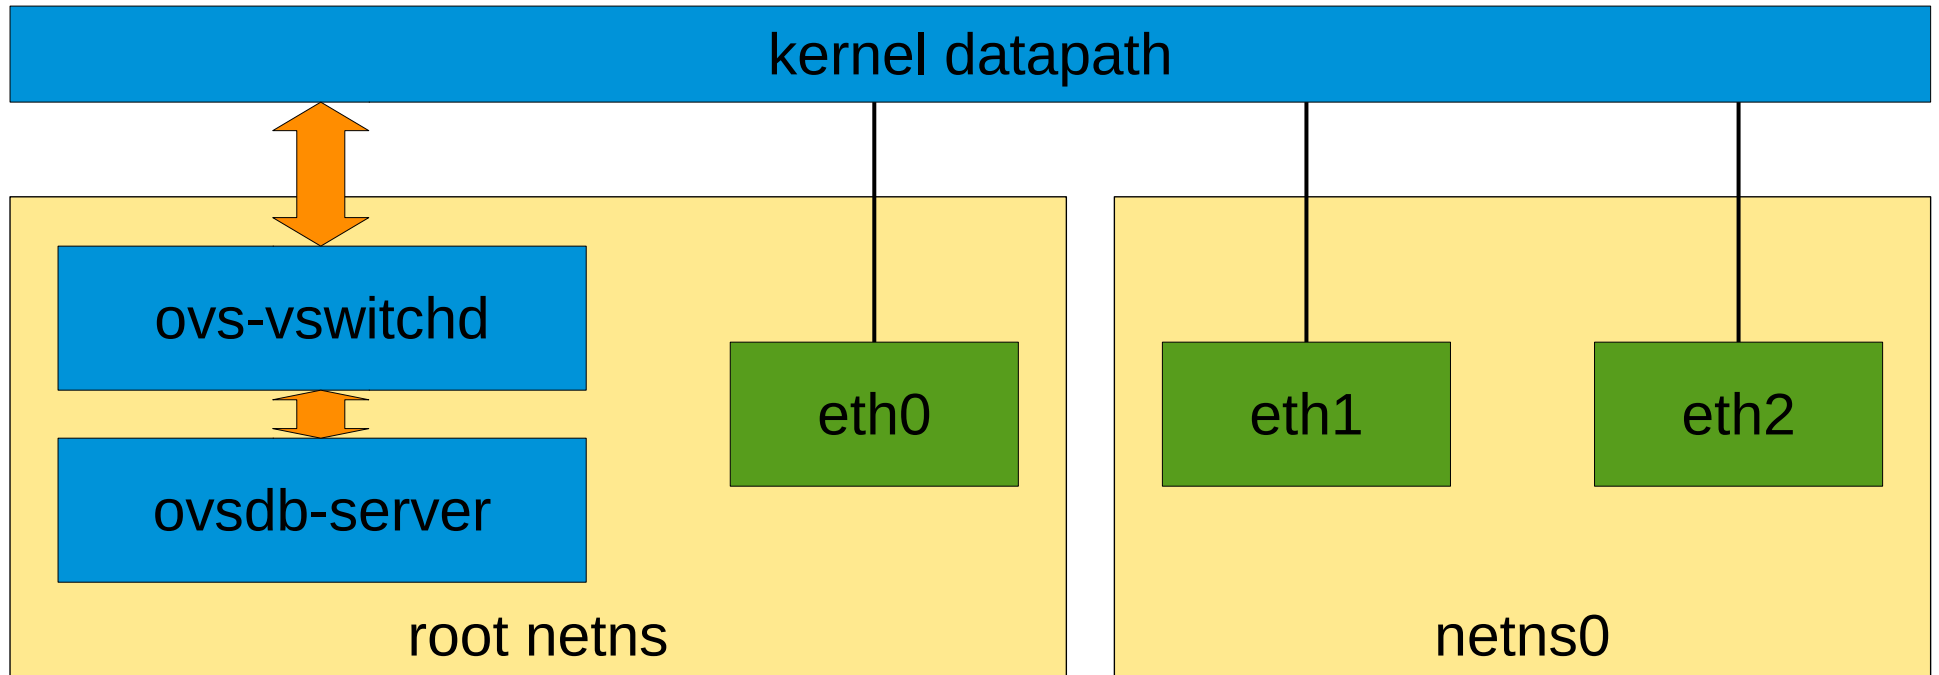 kernel datapath
ovs-vswitchd
eth0
eth1
eth2
ovsdb-server
root netns
netns0